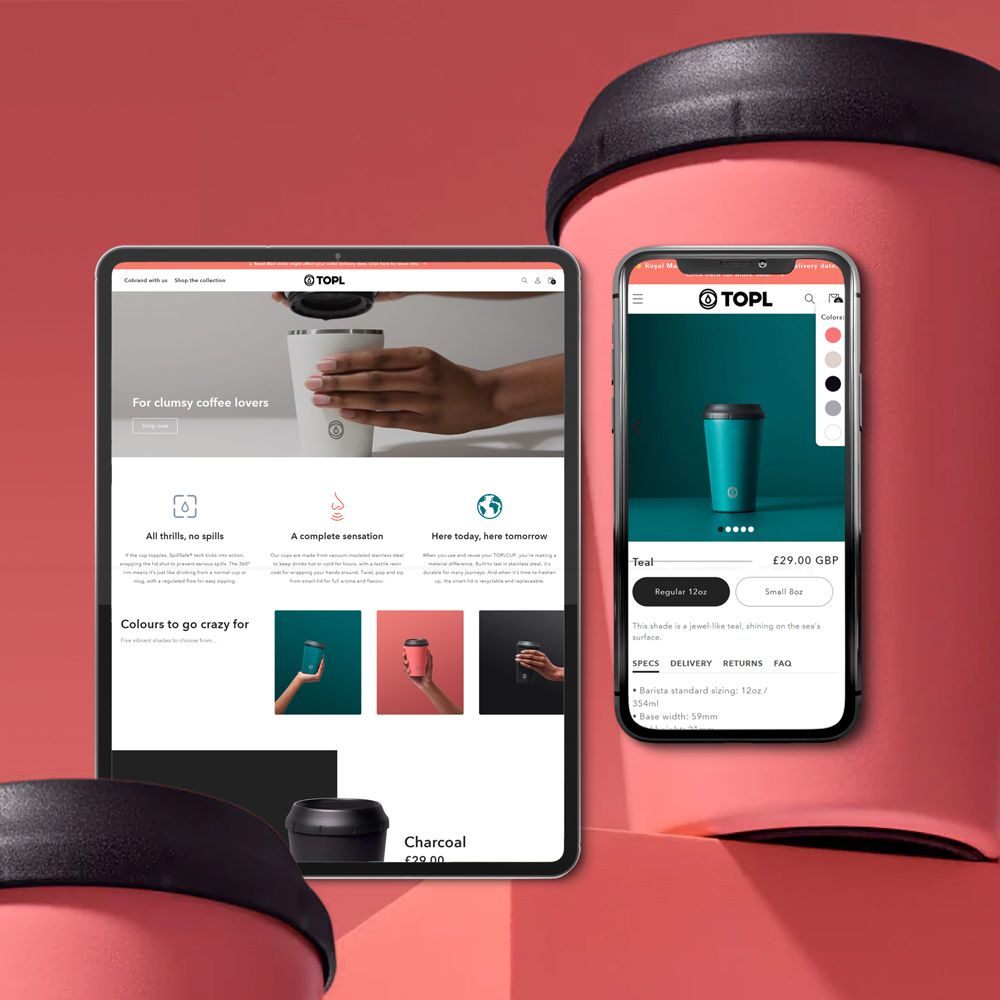 Royal Mail strike might affect your order delivery date. Click here for more info.
Cobrand with us Shop the collection
TOPL
For clumsy coffee lovers
Shop now
All thrills, no spills
If the cup topples, SpillSafe® tech kicks into action,
snapping the lid shut to prevent serious spills. The 360°
rim means it's just like drinking from a normal cup or
mug, with a regulated flow for easy sipping.
A complete sensation
Our cups are made from vacuum-insulated stainless steel
to keep drinks hot or cold for hours, with a tactile resin
coat for wrapping your hands around. Twist, pop and sip
from smart-lid for full aroma and flavour.
Here today, here tomorrow
When you use and reuse your TOPLCUP, you're making a
material difference. Built to last in stainless steel, it's
durable for many journeys. And when it's time to freshen
up, the smart-lid is recyclable and replaceable.
Colours to go crazy for
Five vibrant shades to choose from...
Charcoal
£29.00
Royal Ma elivery date.
Click here for more info.
TOPL
Colors:
Teal
£29.00 GBP
Regular 12oz
Small 8oz
This shade is a jewel-like teal, shining on the sea's
surface.
SPECS DELIVERY RETURNS FAQ
• Barista standard sizing: 12oz /
354ml
• Base width: 59mm